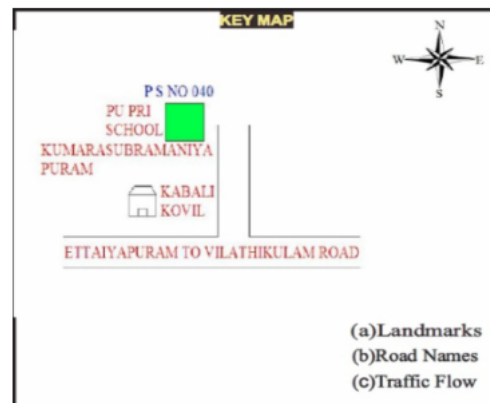 KEY MAP
N
W
E
S
P S NO 040
PU PRI
SCHOOL
KUMARASUBRAMANIYA
PURAM
KABALI
KOVIL
ETTAIYAPURAM TO VILATHIKULAM ROAD
(a)Landmarks
(b)Road Names
(c)Traffic Flow